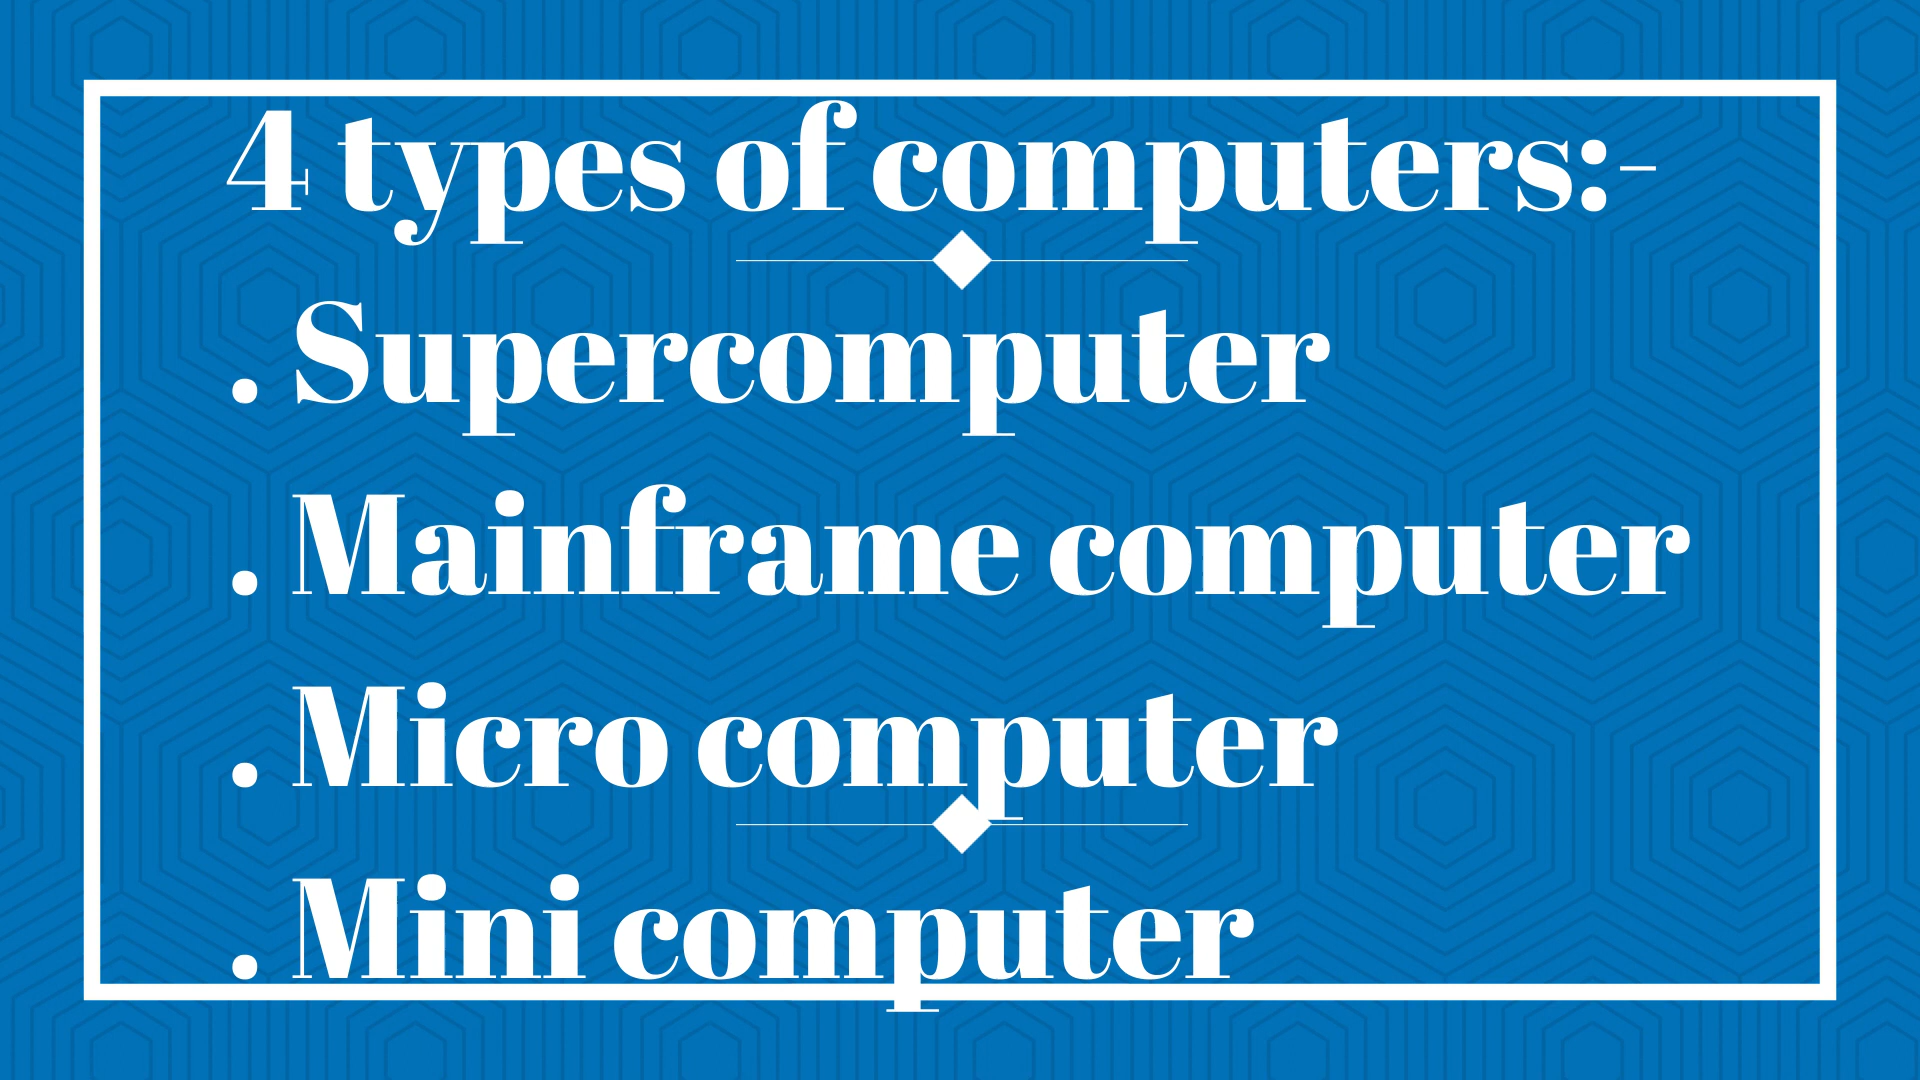 4 types of computers:-
. Supercomputer
. Mainframe computer
. Micro computer
. Mini computer